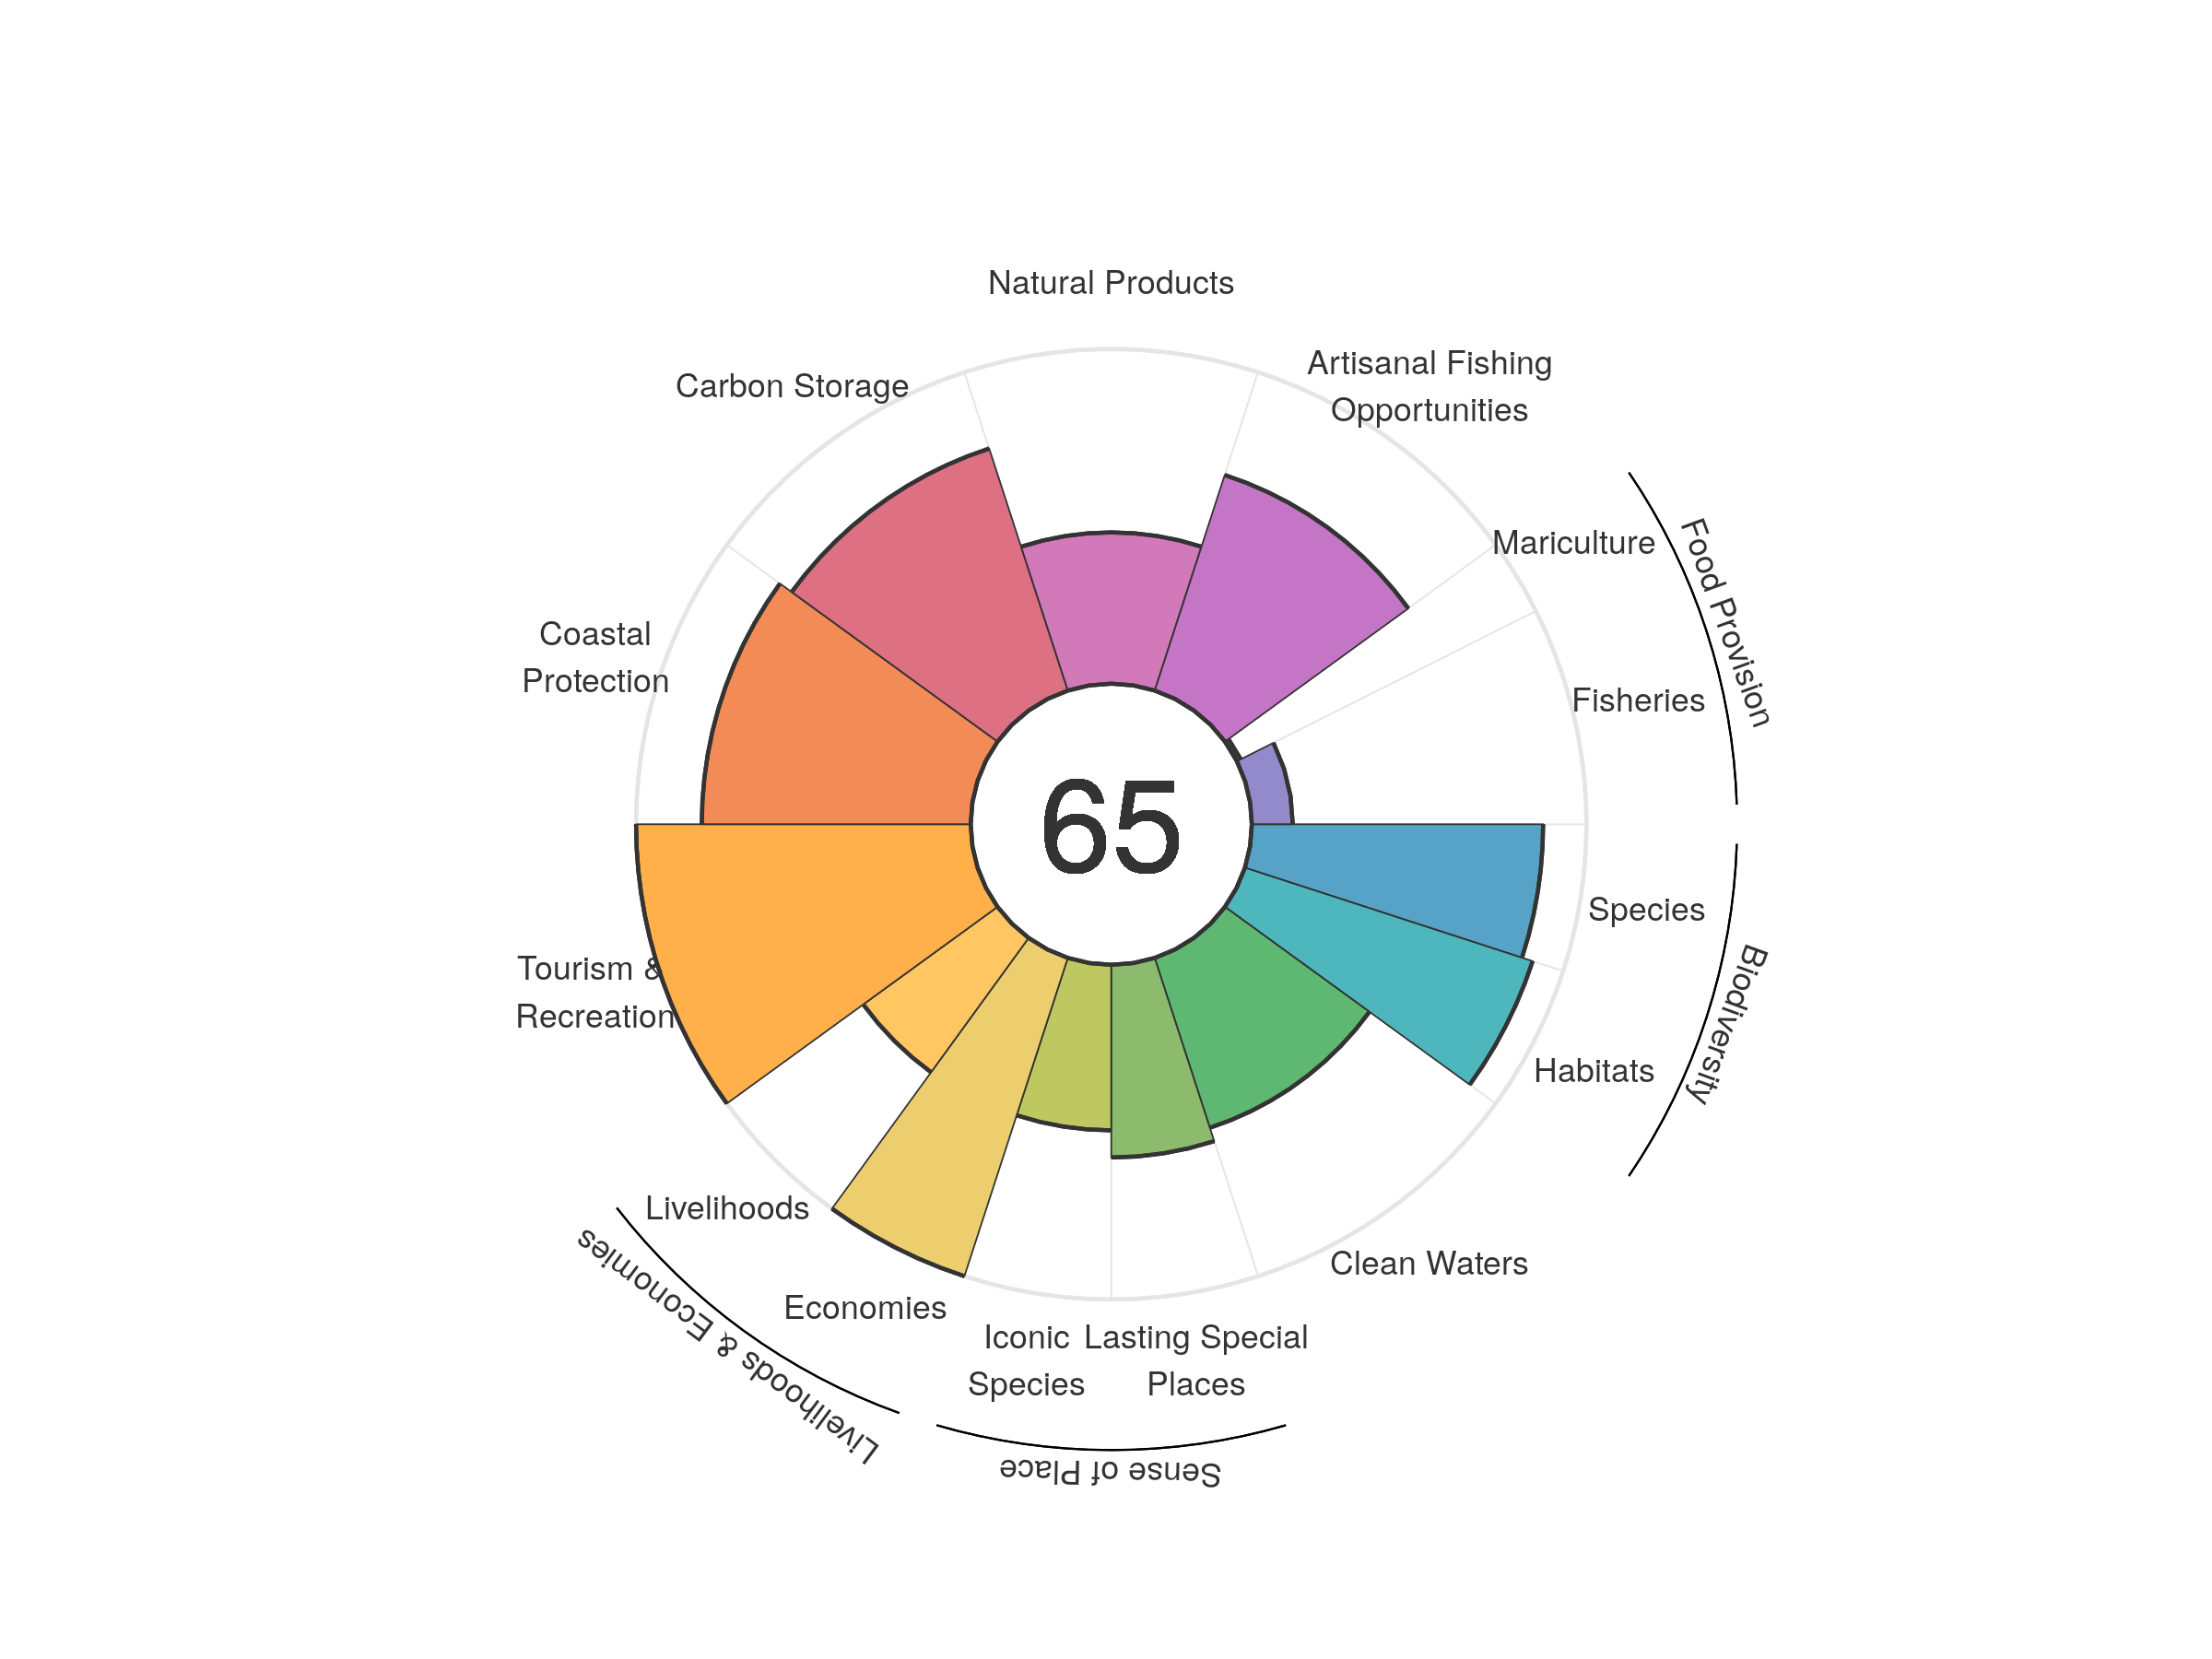 Natural Products
Artisanal Fishing
Opportunities
Carbon Storage
Mariculture
Food Provision
Coastal
Protection
Fisheries
65
Species
Tourism &
Recreation
Biodiversity
Habitats
Livelihoods
Clean Waters
Livelihoods & Economies
Economies
Iconic
Species
Lasting Special
Places
Sense of Place